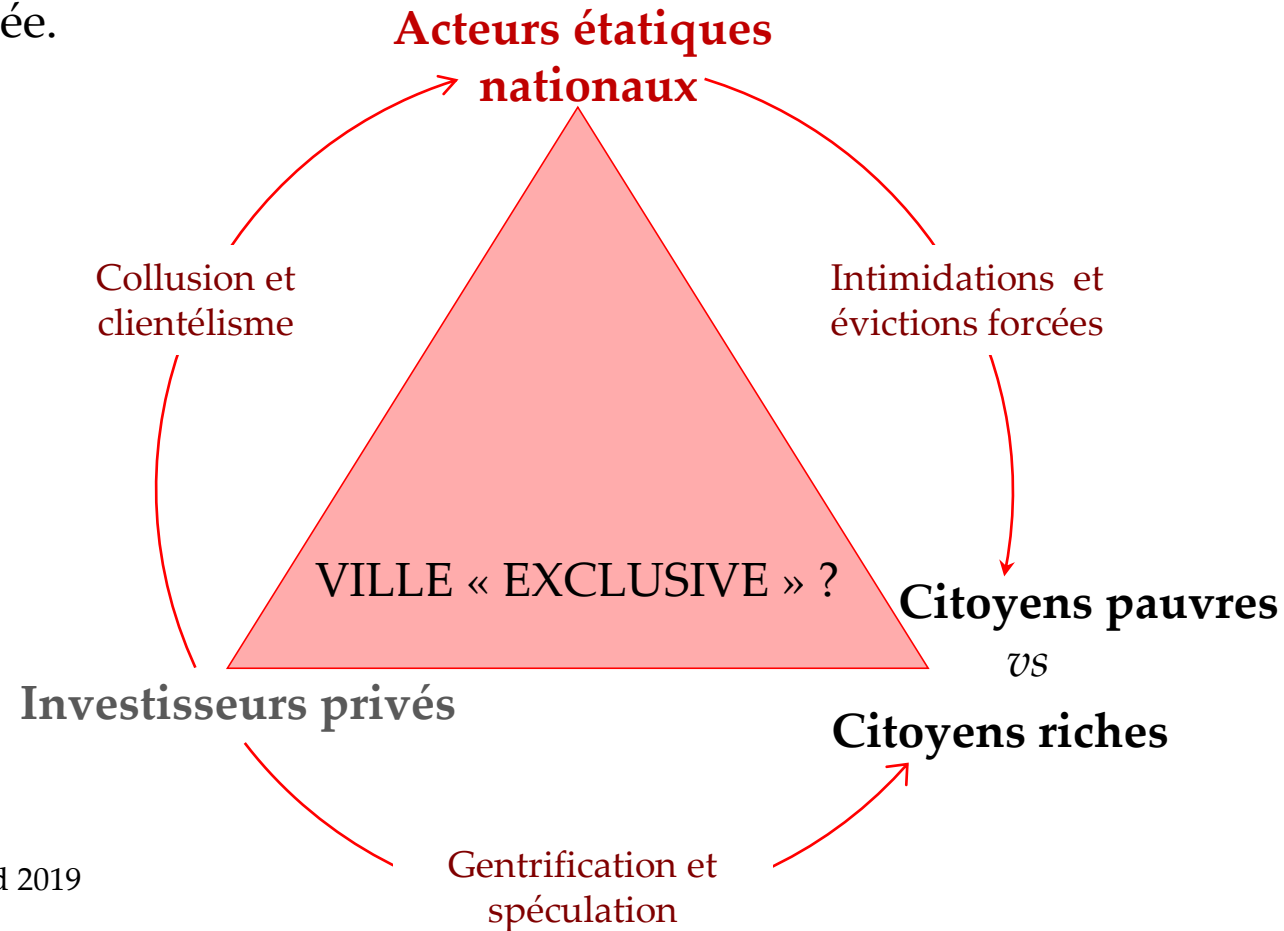 ée.
Acteurs étatiques
nationaux
Collusion et
clientélisme
Intimidations et
évictions forcées
VILLE « EXCLUSIVE » ?
Citoyens pauvres
vs
Citoyens riches
Investisseurs privés
Gentrification et
spéculation
d 2019